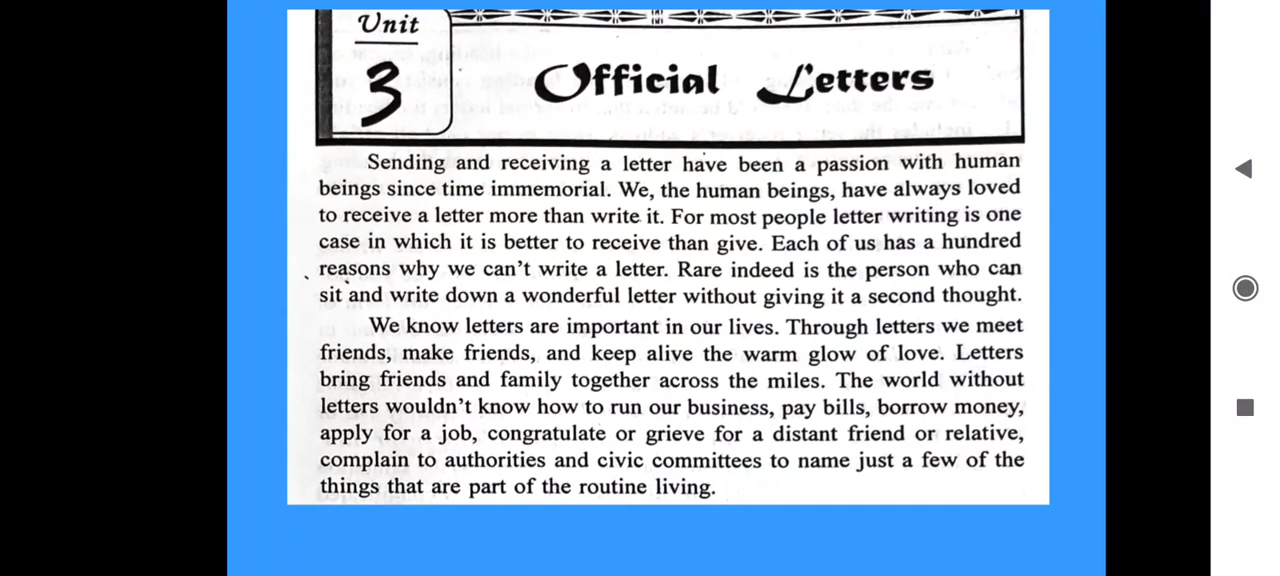 Unit
3
Official Letters
Sending and receiving a letter have been a passion with human
beings since time immemorial. We, the human beings, have always loved
to receive a letter more than write it. For most people letter writing is one
case in which it is better to receive than give. Each of us has a hundred
reasons why we can't write a letter. Rare indeed is the person who can
sit and write down a wonderful letter without giving it a second thought.
We know letters are important in our lives. Through letters we meet
friends, make friends, and keep alive the warm glow of love. Letters
bring friends and family together across the miles. The world without
letters wouldn't know how to run our business, pay bills, borrow money,
apply for a job, congratulate or grieve for a distant friend or relative,
complain to authorities and civic committees to name just a few of the
things that are part of the routine living.